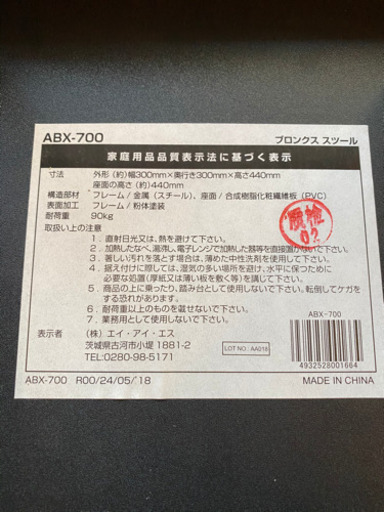 ABX-700 ブロンクス スツール
家庭用品品質表示法に基づく表示
寸法 外形(約)幅300mm×奥行き300mm×高さ440mm
座面の高さ(約)440mm
構造部材 フレーム/金属(スチール)、座面/合成樹脂化粧繊維板(PVC)
表面加工 フレーム/粉体塗装
耐荷重 90kg
取扱い上の注意
1. 直射日光又は、熱を避けて下さい。
2. 加熱したなべ、湯沸し、電子レンジで加熱した器等を直接置かないで下さい。
3. 著しい汚れを落とす場合は、薄めた中性洗剤を使用して下さい。
4. 据え付けに際しては、湿気の多い場所を避け、水平に保つために
必要な処置(厚紙又は薄い板を敷く等)を講じて下さい。
5. 商品の上に乗ったり、踏み台として使用しないで下さい。転倒してケガを
する恐れがあります。
6. 屋外で使用しないで下さい。
7. 業務用として使用しないで下さい。
検
02
表示者 (株)エイ・アイ・エス
茨城県古河市小堤 1881-2
TEL:0280-98-5171
LOT NO : AA018
ABX-700
4932528001664
ABX-700 R00/24/05/'18 MADE IN CHINA